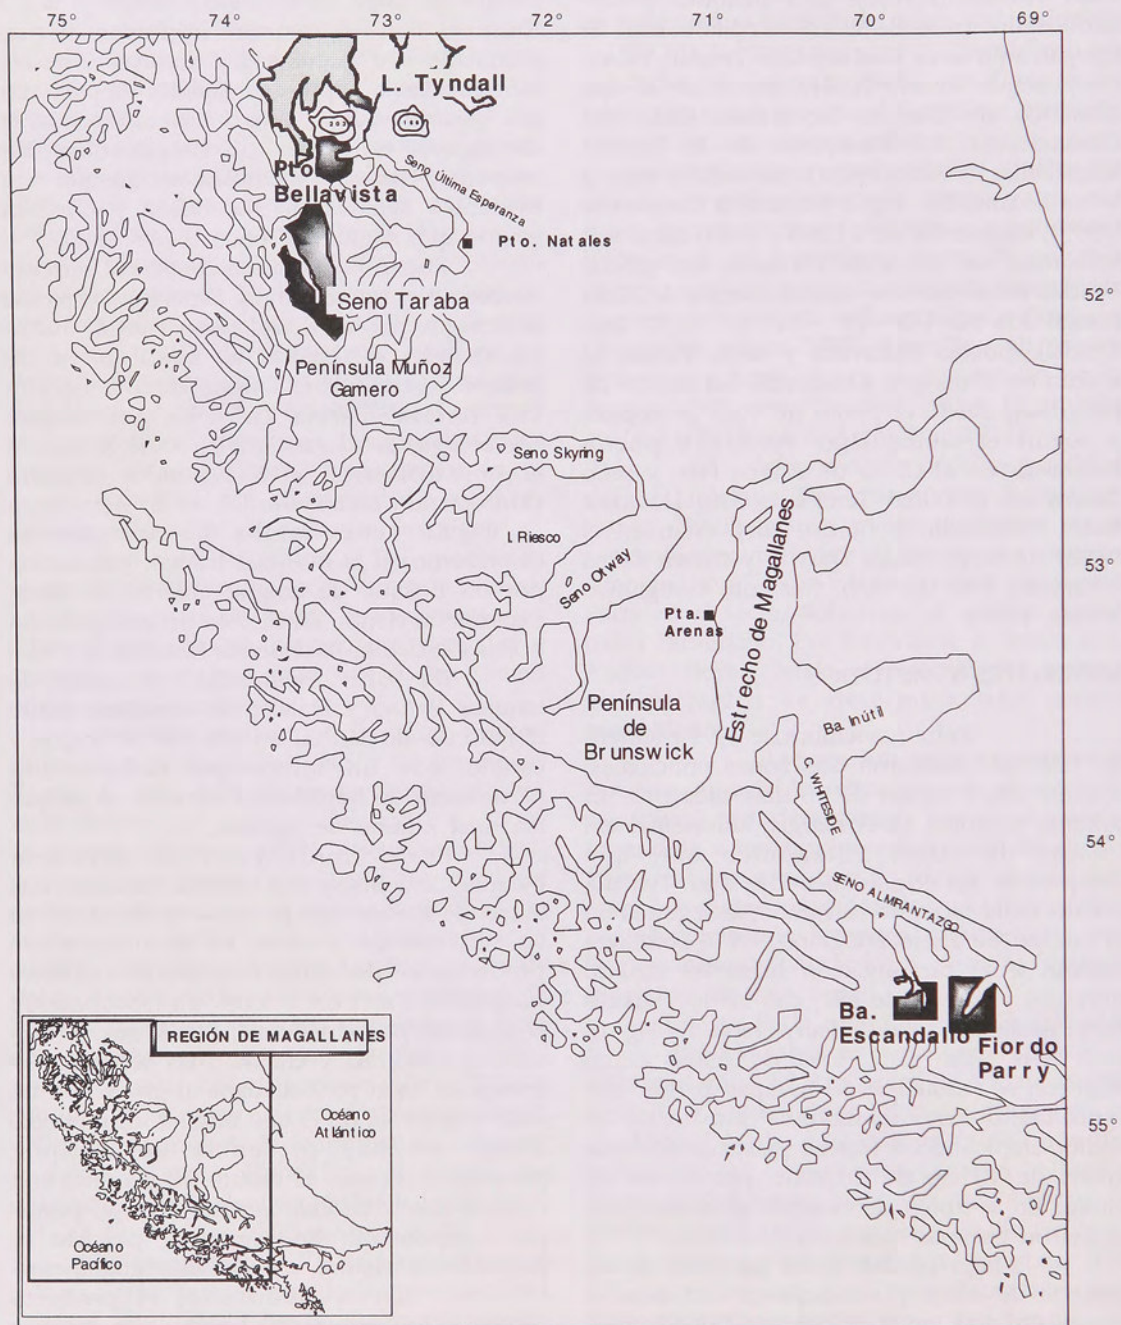 75° 74° 73° 72° 71° 70° 69°
L. Tyndall
Pto.
Bellavista
Seno Última Esperanza
Pto. Natales
52°
Seno Taraba
Península Muñoz
Gamero
Seno Skyring
I. Riesco
Seno Otway
53°
Pta.
Arenas
Estrecho de Magallanes
Península
de
Brunswick
Ba. Inútil
C. WHITESIDE
54°
SENO ALMIRANTAZGO
Ba.
Escandallo
Fiordo
Parry
55°
REGIÓN DE MAGALLANES
Océano
Atlántico
Océano
Pacífico